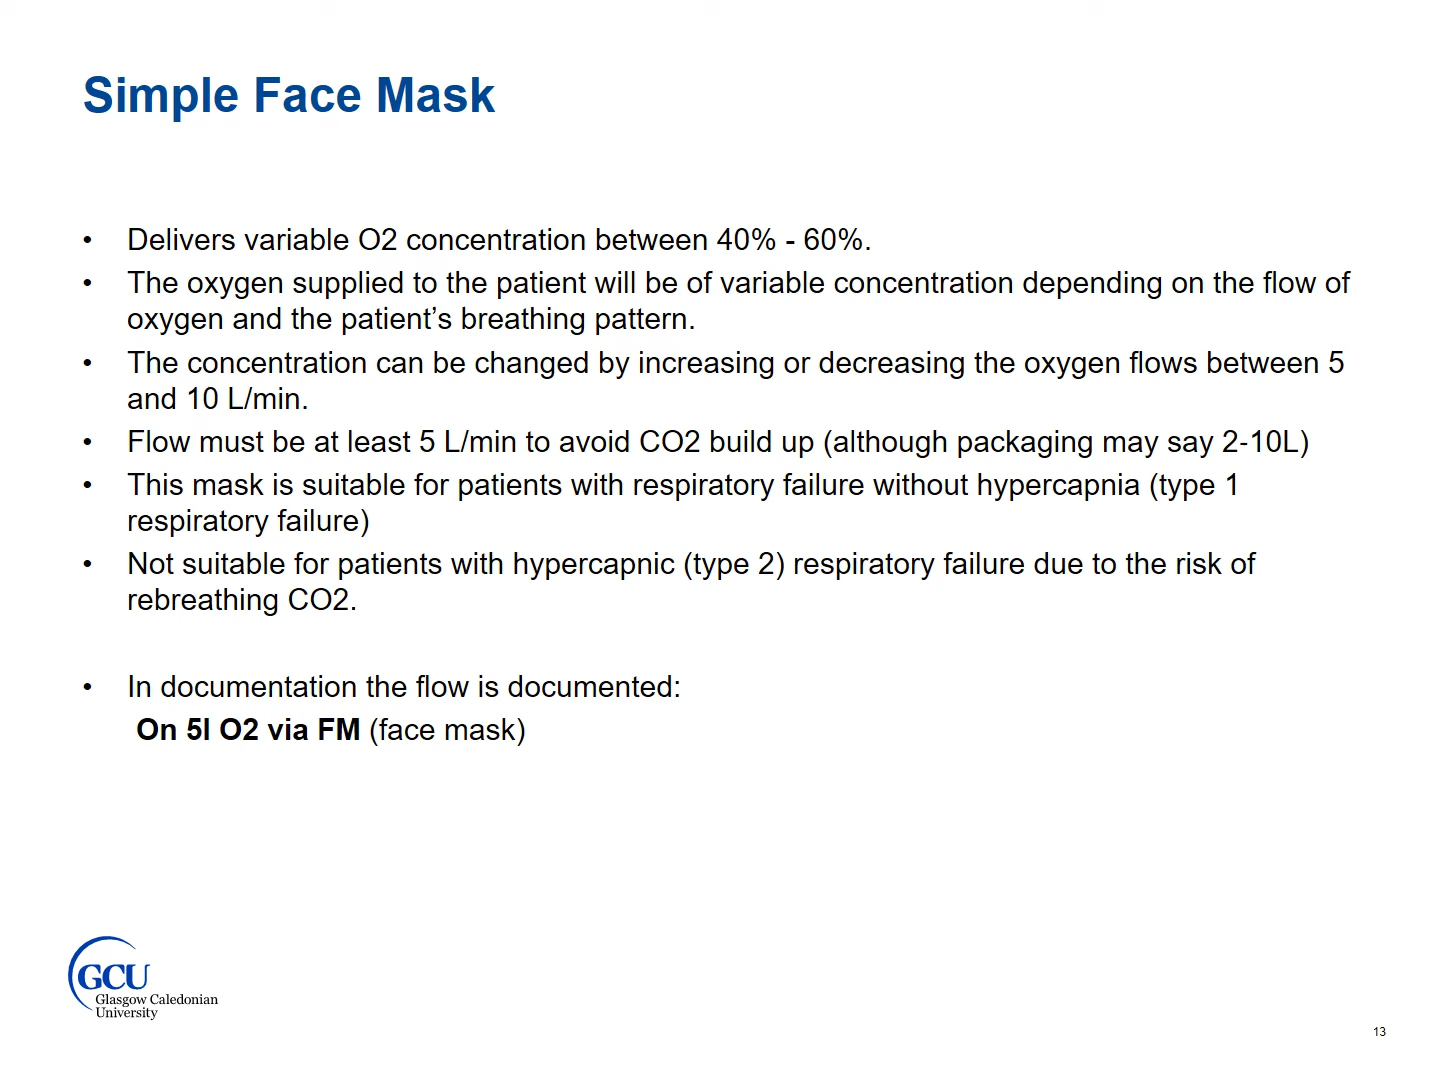 Simple Face Mask
• Delivers variable O2 concentration between 40% - 60%.
• The oxygen supplied to the patient will be of variable concentration depending on the flow of
oxygen and the patient’s breathing pattern.
• The concentration can be changed by increasing or decreasing the oxygen flows between 5
and 10 L/min.
• Flow must be at least 5 L/min to avoid CO2 build up (although packaging may say 2-10L)
• This mask is suitable for patients with respiratory failure without hypercapnia (type 1
respiratory failure)
• Not suitable for patients with hypercapnic (type 2) respiratory failure due to the risk of
rebreathing CO2.
• In documentation the flow is documented:
On 5l O2 via FM (face mask)
GCU
Glasgow Caledonian
University
13